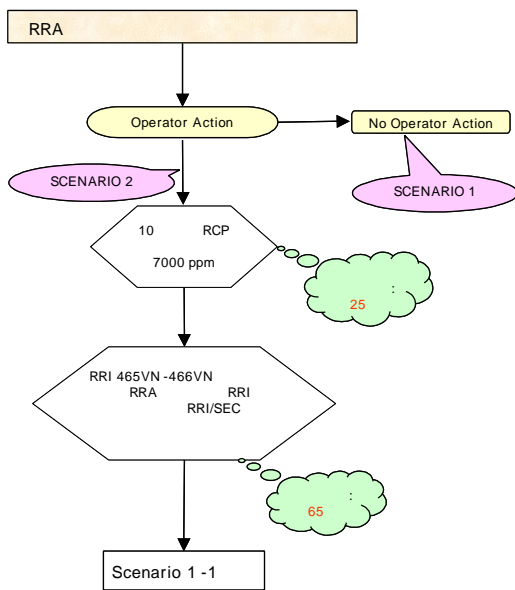 RRA
Operator Action
No Operator Action
SCENARIO 2
SCENARIO 1
10 RCP
7000 ppm
:
25
RRI 465VN -466VN
RRA RRI
RRI/SEC
:
65
Scenario 1 -1